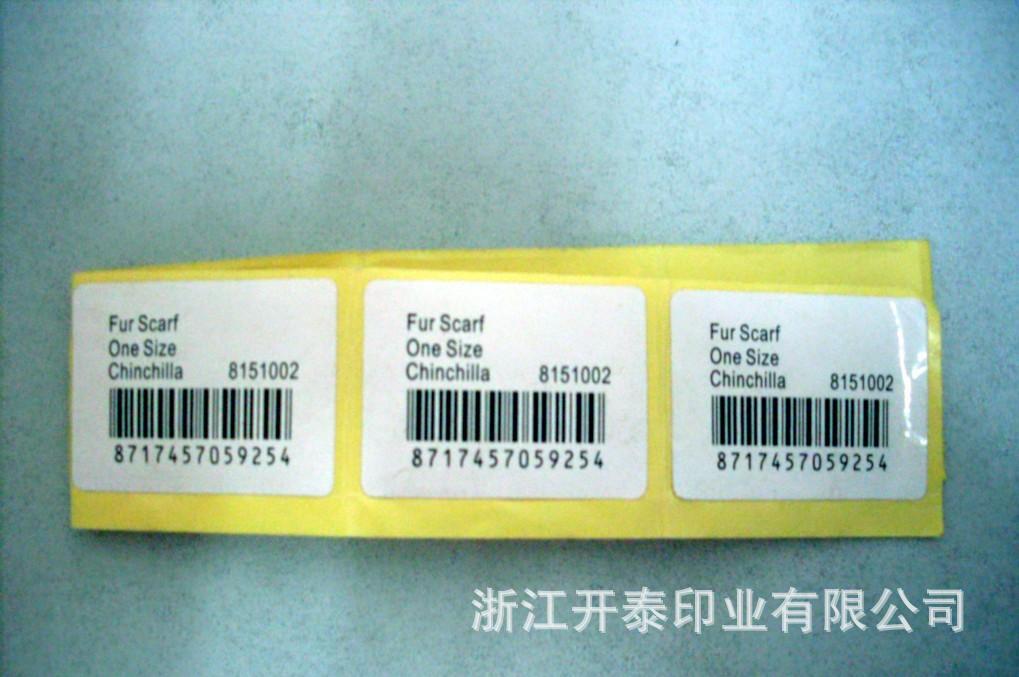 Fur Scarf
One Size
Chinchilla 8151002
8717457059254
Fur Scarf
One Size
Chinchilla 8151002
8717457059254
Fur Scarf
One Size
Chinchilla 8151002
8717457059254
浙江开泰印业有限公司